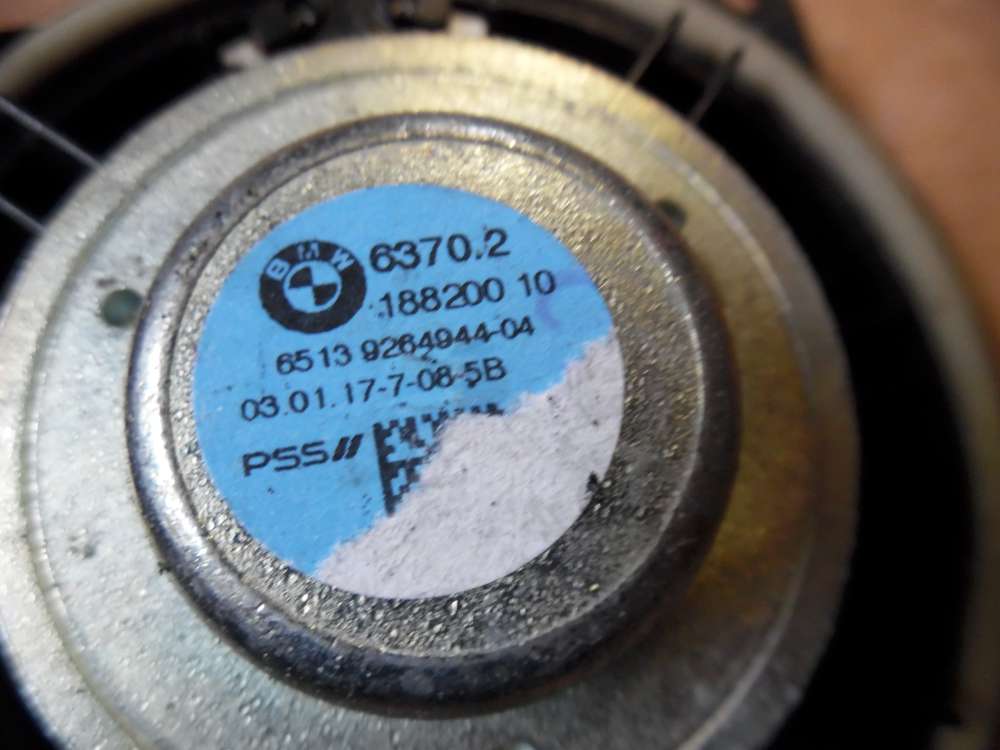 BMW 6370.2
188200 10
6513 9264944-04
03.01.17-7-08-5B
PSS//